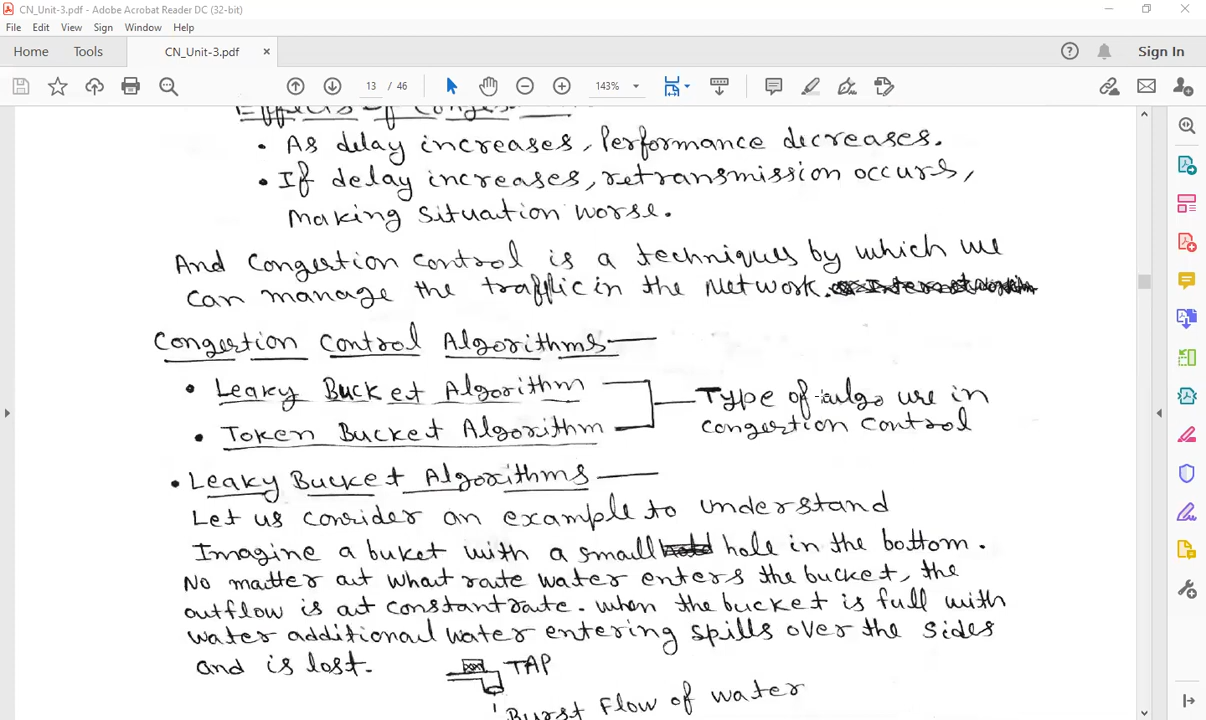 CN_Unit-3.pdf - Adobe Acrobat Reader DC (32-bit)
File Edit View Sign Window Help
Home Tools CN_Unit-3.pdf × Sign In
13 / 46 143%
Effects of
• As delay increases, Performance decreases.
• If delay increases, retransmission occurs,
making situation worse.
And Congestion control is a techniques by which we
can manage the traffic in the Network.
Congestion Control Algorithms
• Leaky Bucket Algorithm
• Token Bucket Algorithm
Type of algo use in
congestion control
• Leaky Bucket Algorithms
Let us consider an example to understand
Imagine a buket with a small hole in the bottom.
No matter at what rate water enters the bucket, the
outflow is at constant rate. when the bucket is full with
water additional water entering spills over the sides
and is lost.
TAP
Burst Flow of water